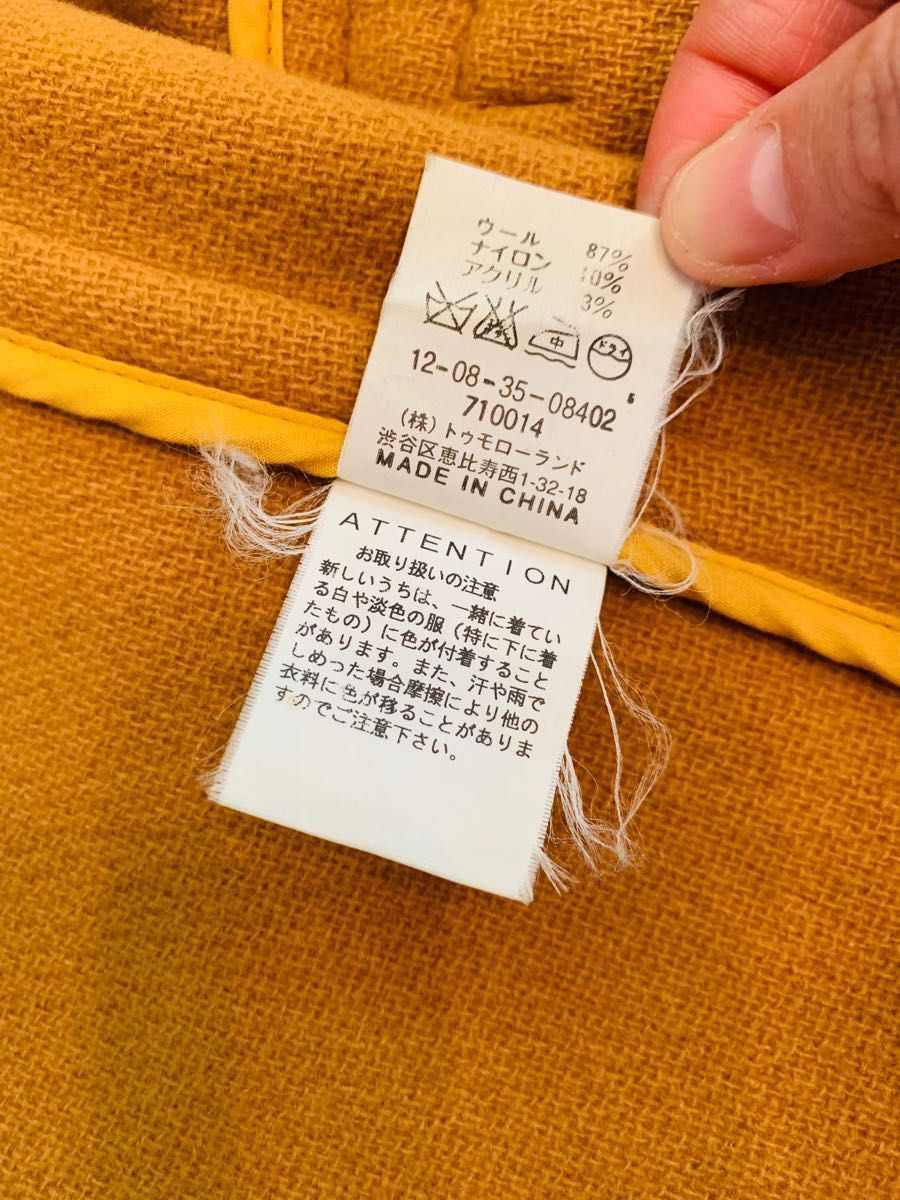 ウール 87%
ナイロン 10%
アクリル 3%
中 ドライ
12-08-35-08402 5
710014
(株)トゥモローランド
渋谷区恵比寿西1-32-18
MADE IN CHINA
ATTENTION
お取り扱いの注意
新しいうちは、一緒に着てい
る白や淡色の服(特に下に着
たもの)に色が付着すること
があります。また、汗や雨で
しめった場合摩擦により他の
衣料に色が移ることがありま
すのでご注意下さい。